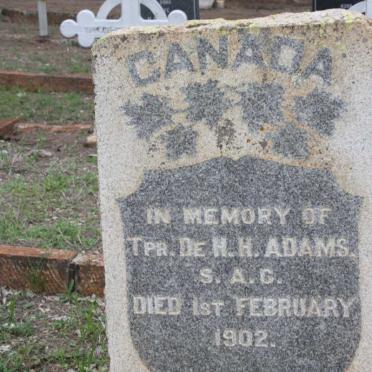 CANADA
IN MEMORY OF
TPR. DE H. H. ADAMS.
S. A. C.
DIED 1ST FEBRUARY
1902.